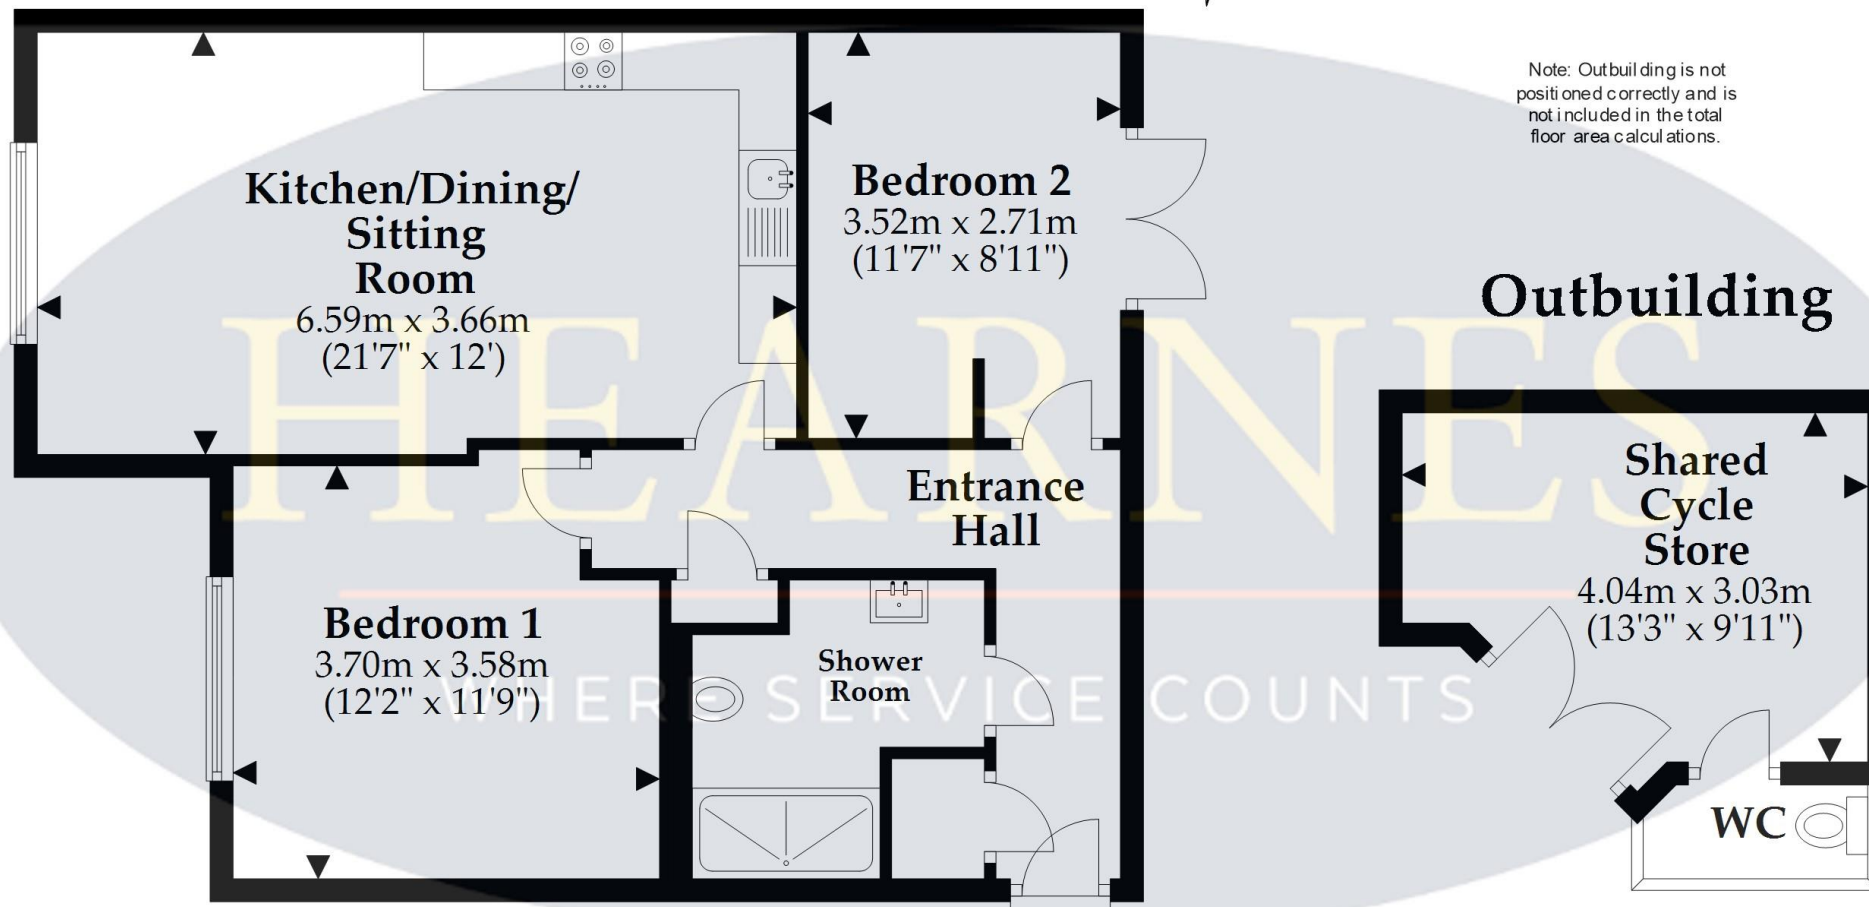 Note: Outbuilding is not
positioned correctly and is
not included in the total
floor area calculations.
Kitchen/Dining/
Sitting
Room
6.59m x 3.66m
(21'7" x 12')
Bedroom 2
3.52m x 2.71m
(11'7" x 8'11")
Outbuilding
HEARNES
Entrance
Hall
Shared
Cycle
Store
4.04m x 3.03m
(13'3" x 9'11")
Bedroom 1
3.70m x 3.58m
(12'2" x 11'9")
Shower
Room
WHERE SERVICE COUNTS
WC